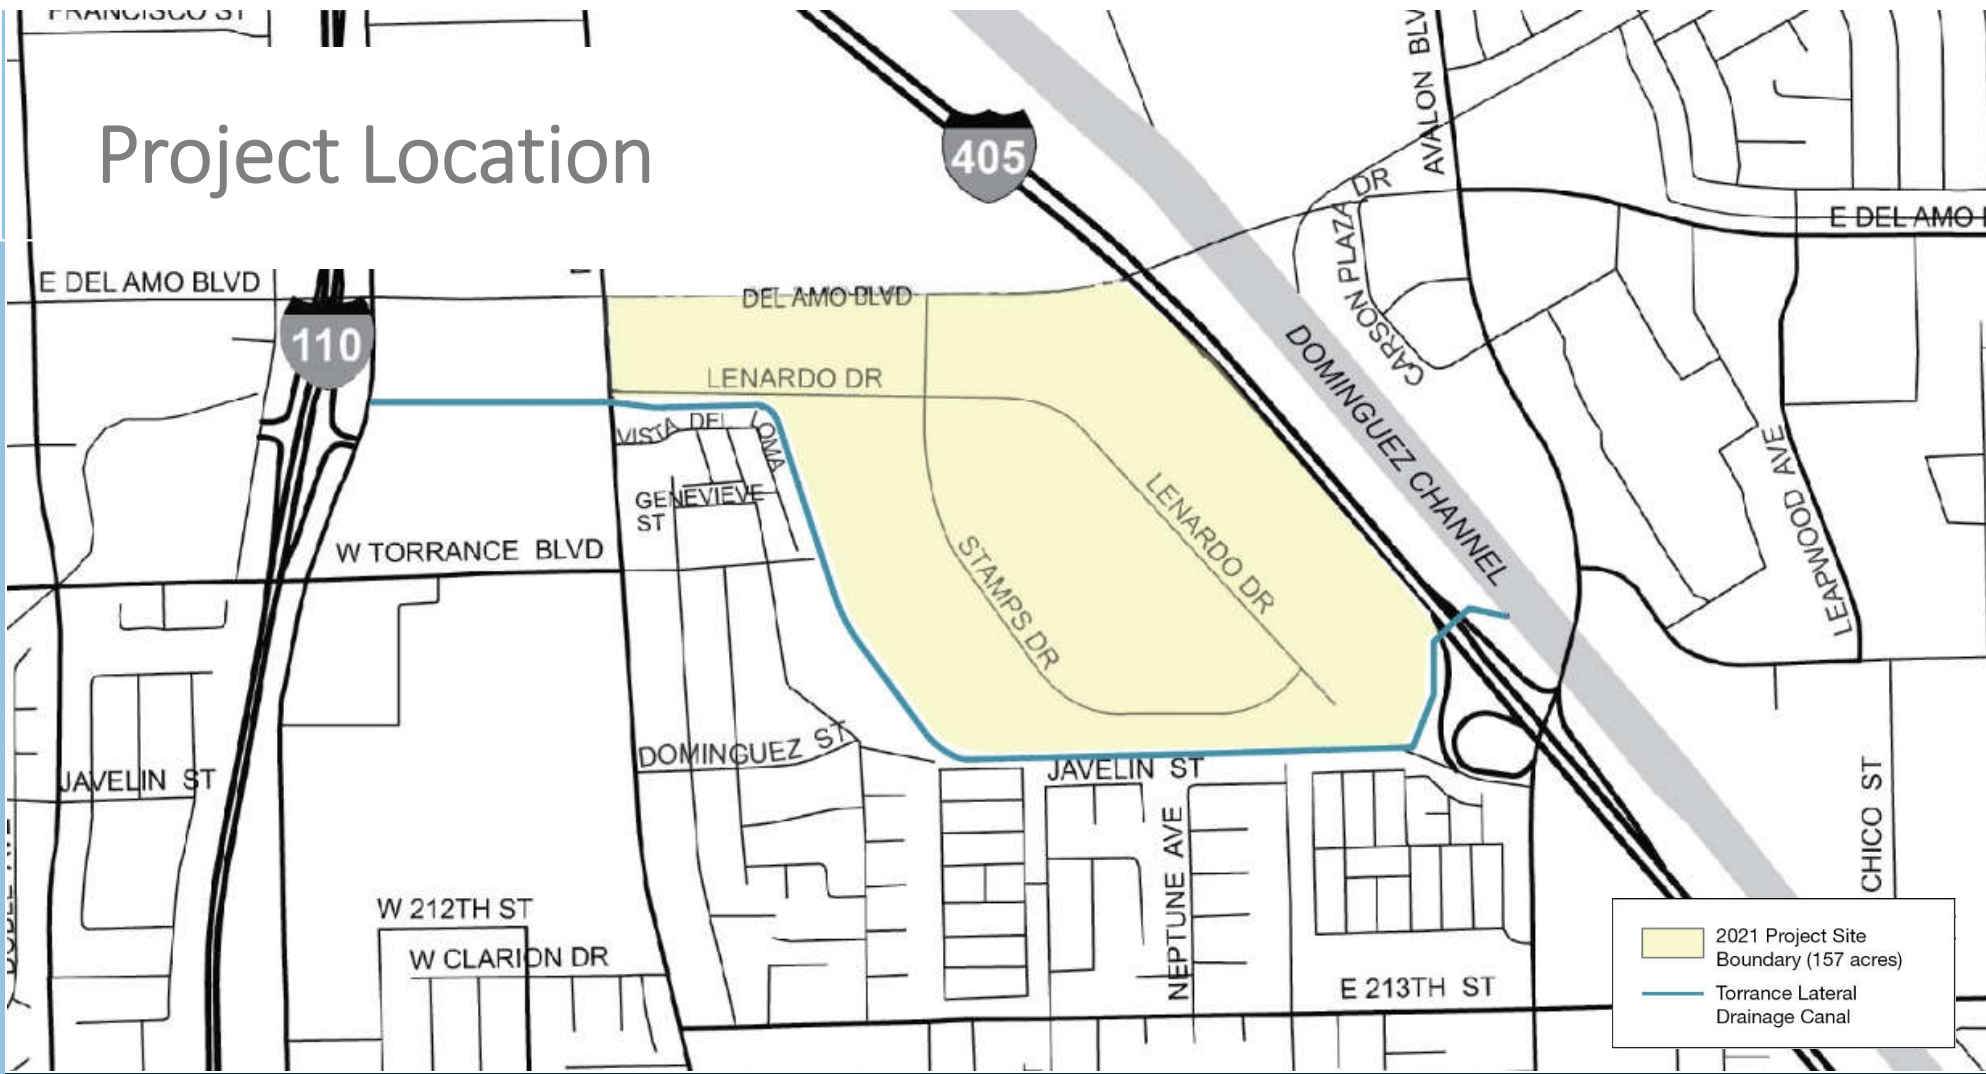 FRANCISCO ST
Project Location
405
AVALON BLV
CARSON PLAZA DR
E DEL AMO
E DEL AMO BLVD
DEL AMO BLVD
110
LENARDO DR
DOMINGUEZ CHANNEL
VISTA DEL LOMA
GENEVIEVE
ST
W TORRANCE BLVD
LENARDO DR
STAMPS DR
LEAPWOOD AVE
DOMINGUEZ ST
JAVELIN ST
JAVELIN ST
NEPTUNE AVE
CHICO ST
W 212TH ST
W CLARION DR
E 213TH ST
2021 Project Site
Boundary (157 acres)
Torrance Lateral
Drainage Canal